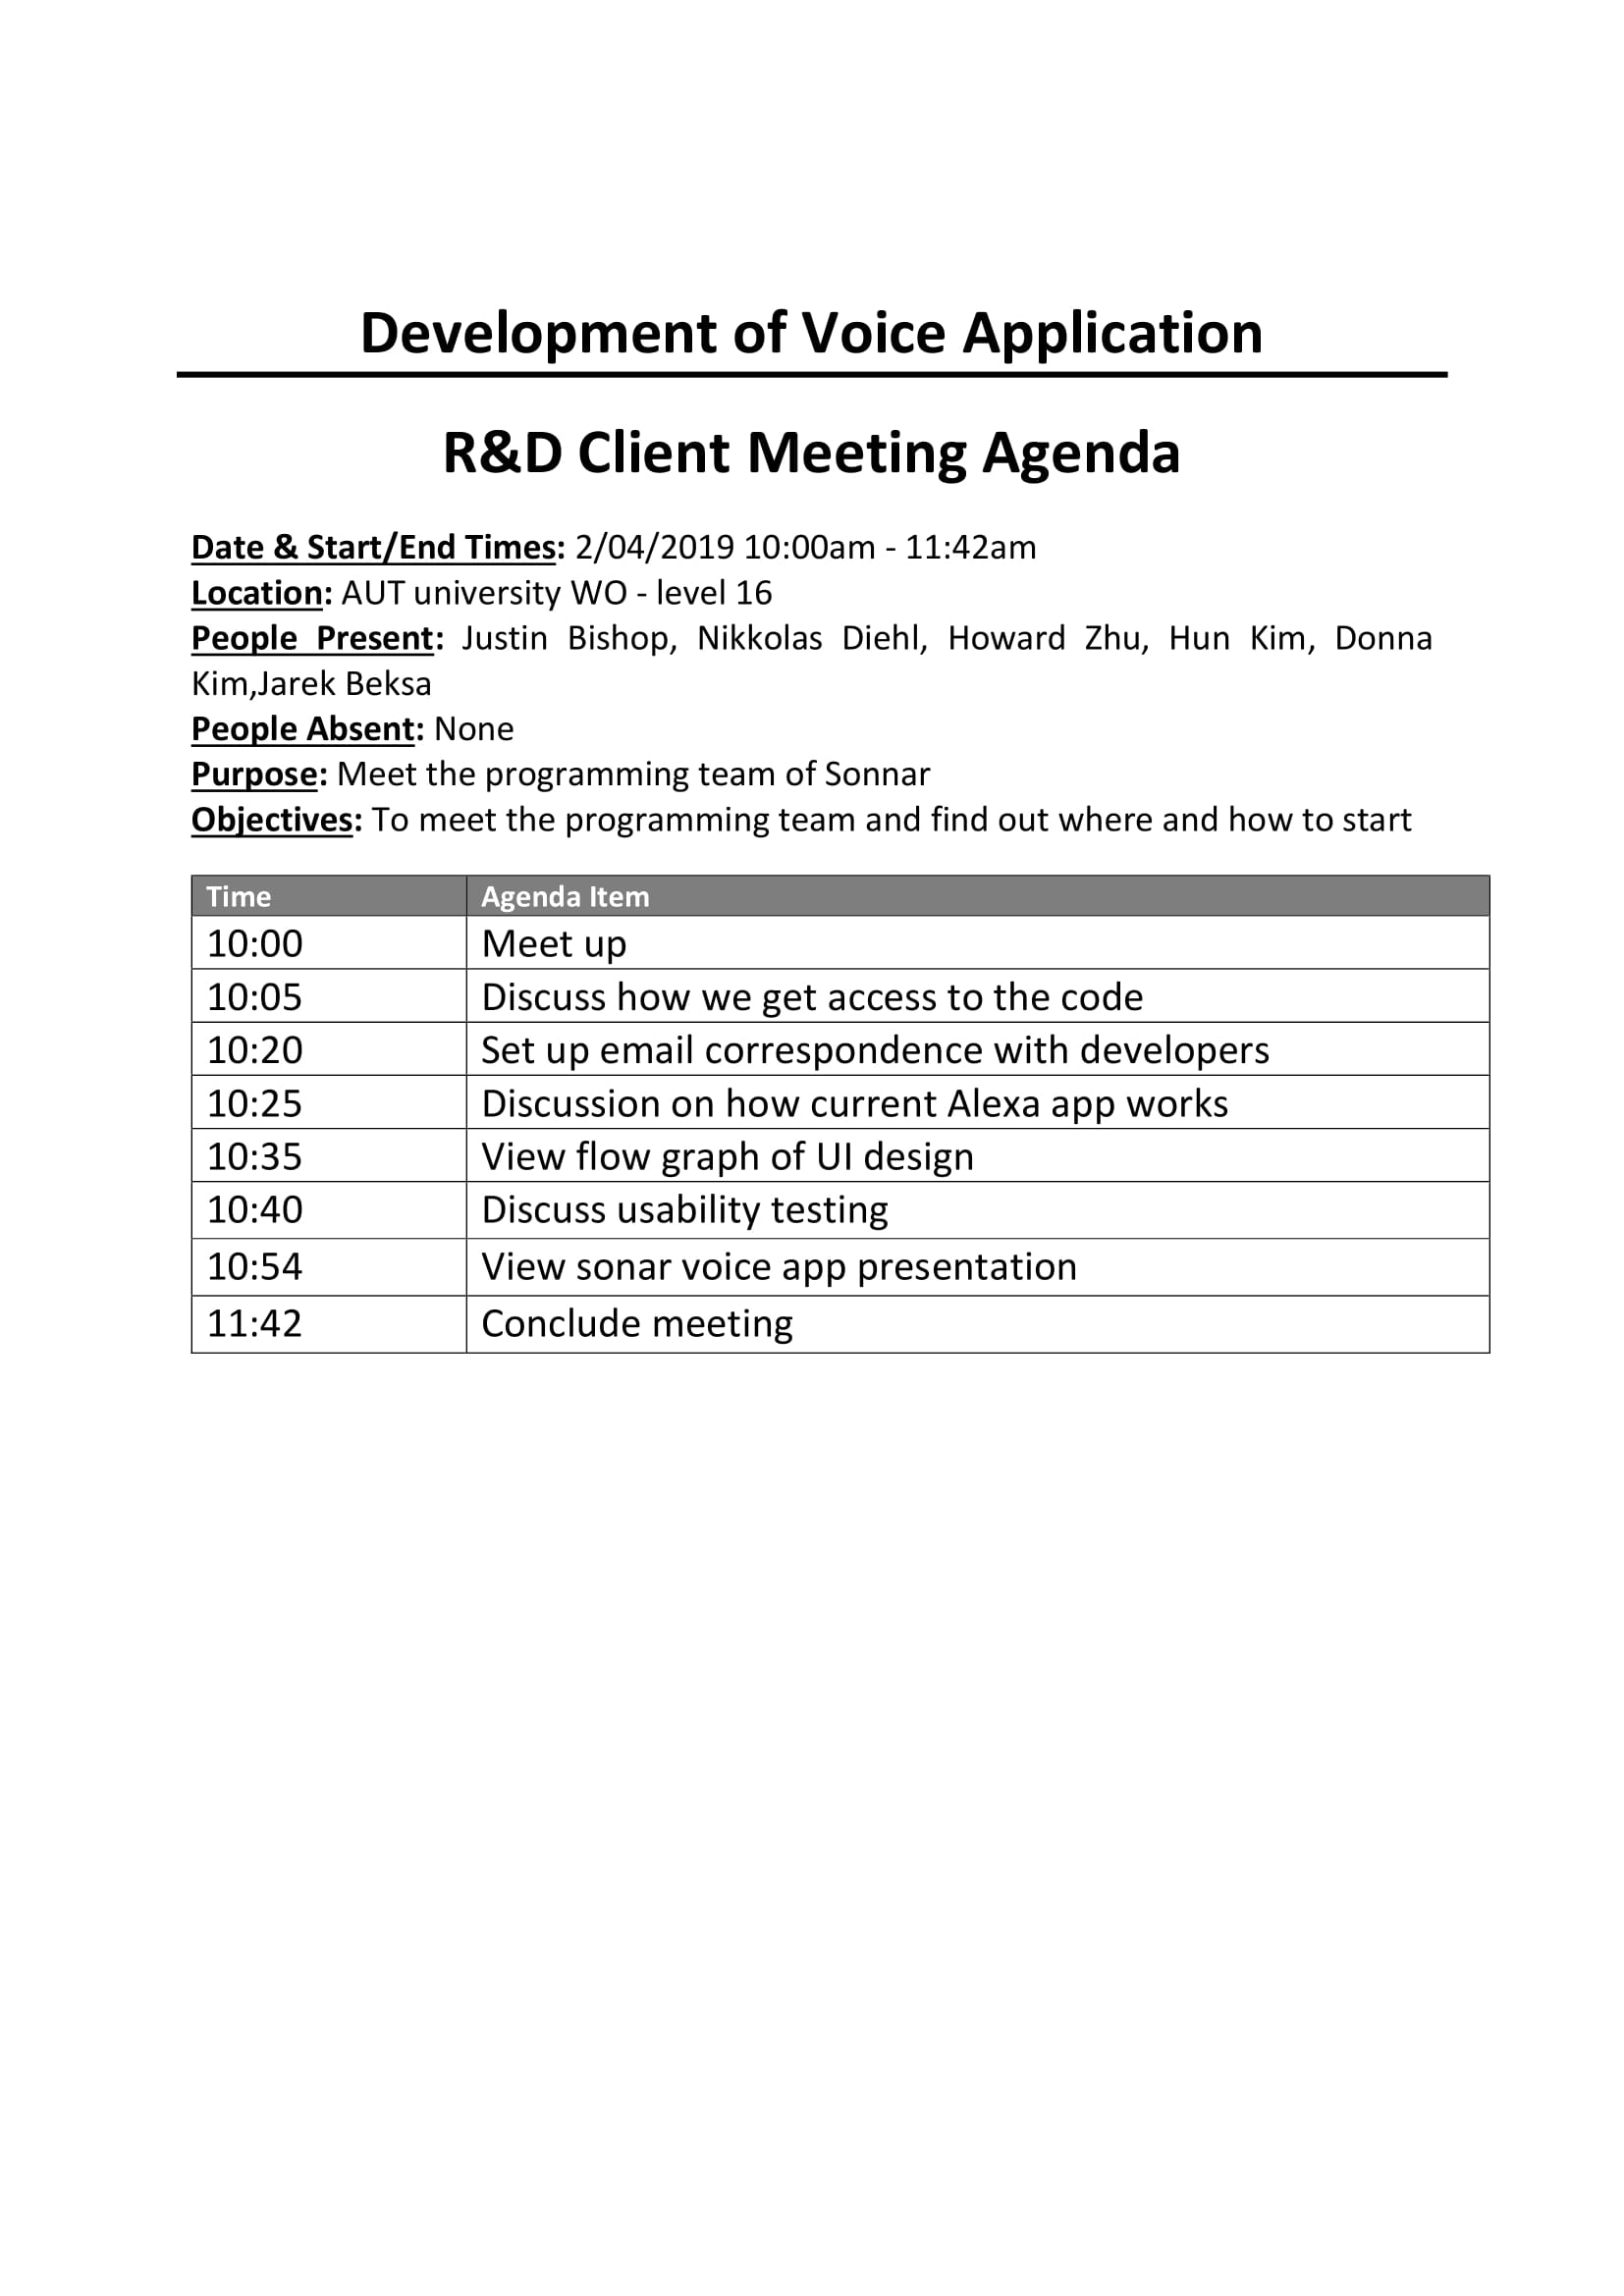 Development of Voice Application
R&D Client Meeting Agenda
Date & Start/End Times: 2/04/2019 10:00am - 11:42am
Location: AUT university WO - level 16
People Present: Justin Bishop, Nikkolas Diehl, Howard Zhu, Hun Kim, Donna
Kim,Jarek Beksa
People Absent: None
Purpose: Meet the programming team of Sonnar
Objectives: To meet the programming team and find out where and how to start
Time Agenda Item
10:00 Meet up
10:05 Discuss how we get access to the code
10:20 Set up email correspondence with developers
10:25 Discussion on how current Alexa app works
10:35 View flow graph of UI design
10:40 Discuss usability testing
10:54 View sonar voice app presentation
11:42 Conclude meeting